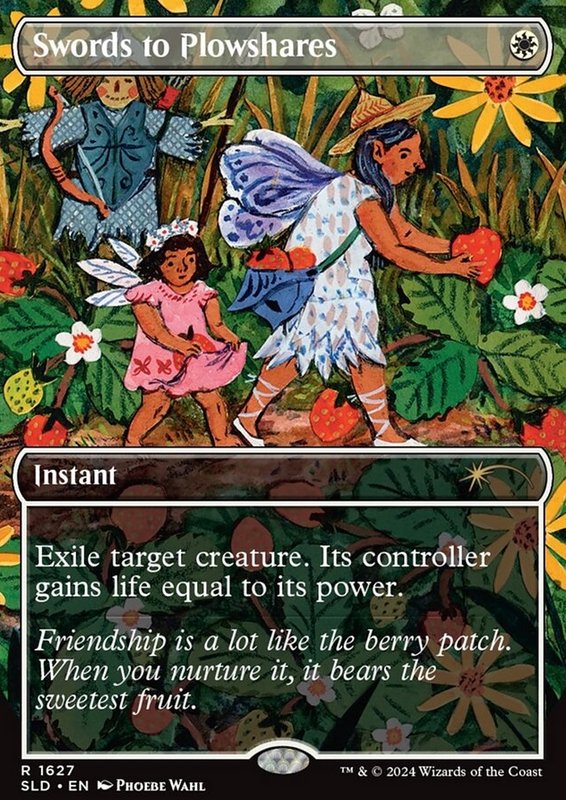 Swords to Plowshares
Instant
Exile target creature. Its controller
gains life equal to its power.
Friendship is a lot like the berry patch.
When you nurture it, it bears the
sweetest fruit.
R 1627
SLD • EN Phoebe Wahl
™ & © 2024 Wizards of the Coast